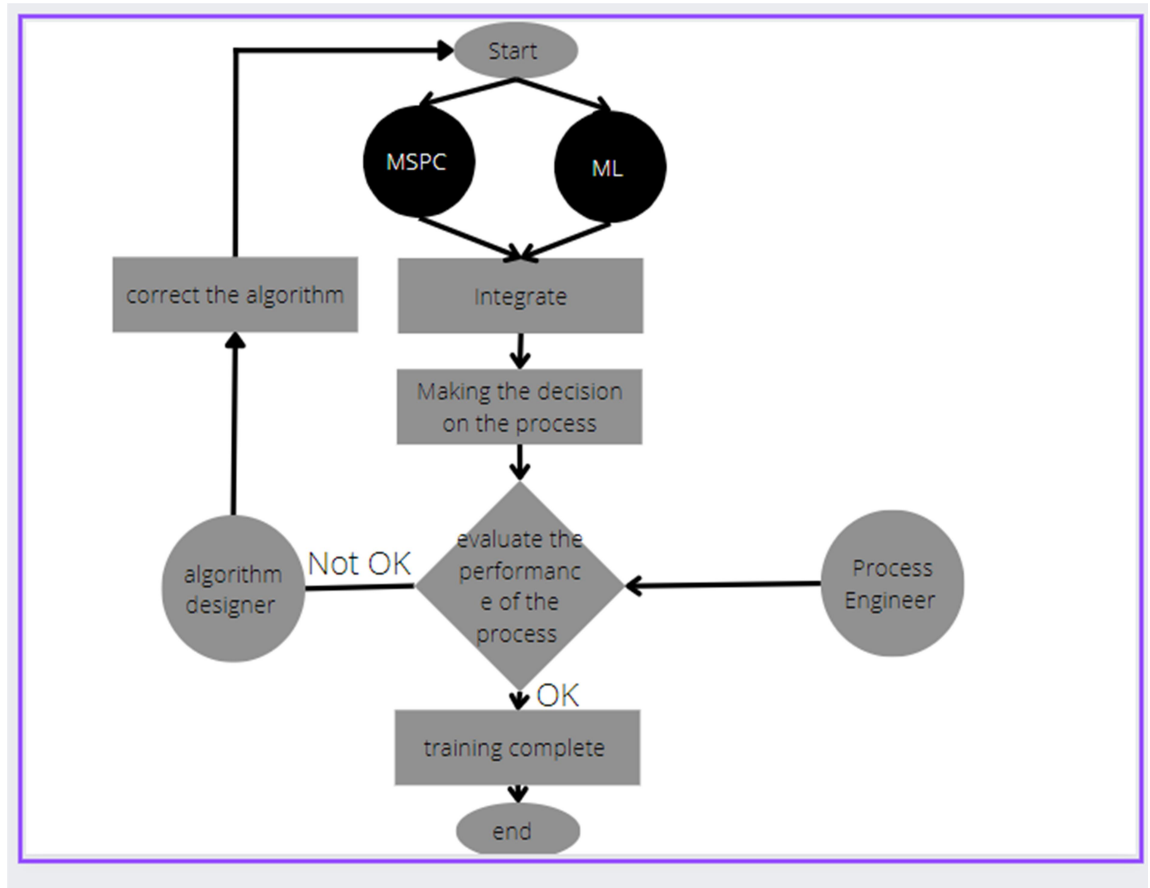 Start
MSPC
ML
correct the algorithm
Integrate
Making the decision
on the process
evaluate the
performanc
e of the
process
Not OK
algorithm
designer
Process
Engineer
OK
training complete
end